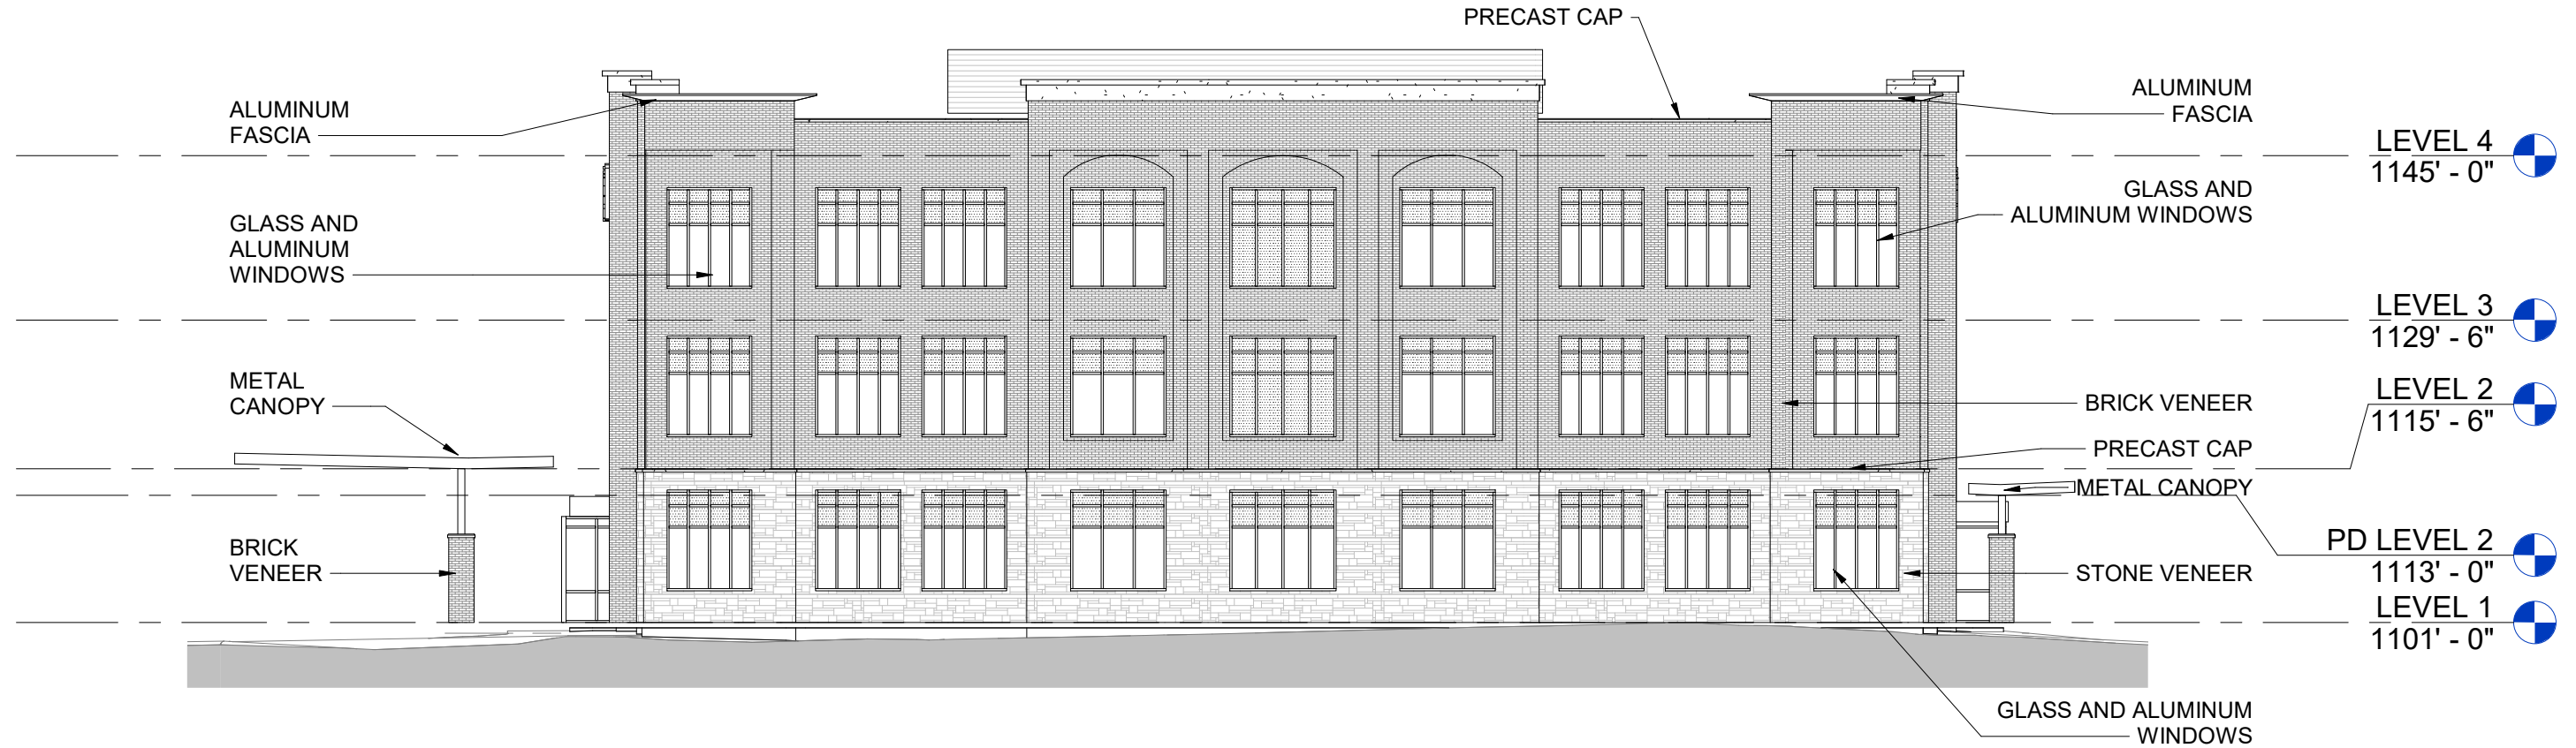 PRECAST CAP
ALUMINUM
FASCIA
GLASS AND
ALUMINUM
WINDOWS
METAL
CANOPY
BRICK
VENEER
ALUMINUM
FASCIA
LEVEL 4
1145' - 0"
GLASS AND
ALUMINUM WINDOWS
LEVEL 3
1129' - 6"
LEVEL 2
1115' - 6"
BRICK VENEER
PRECAST CAP
METAL CANOPY
PD LEVEL 2
1113' - 0"
STONE VENEER
LEVEL 1
1101' - 0"
GLASS AND ALUMINUM
WINDOWS